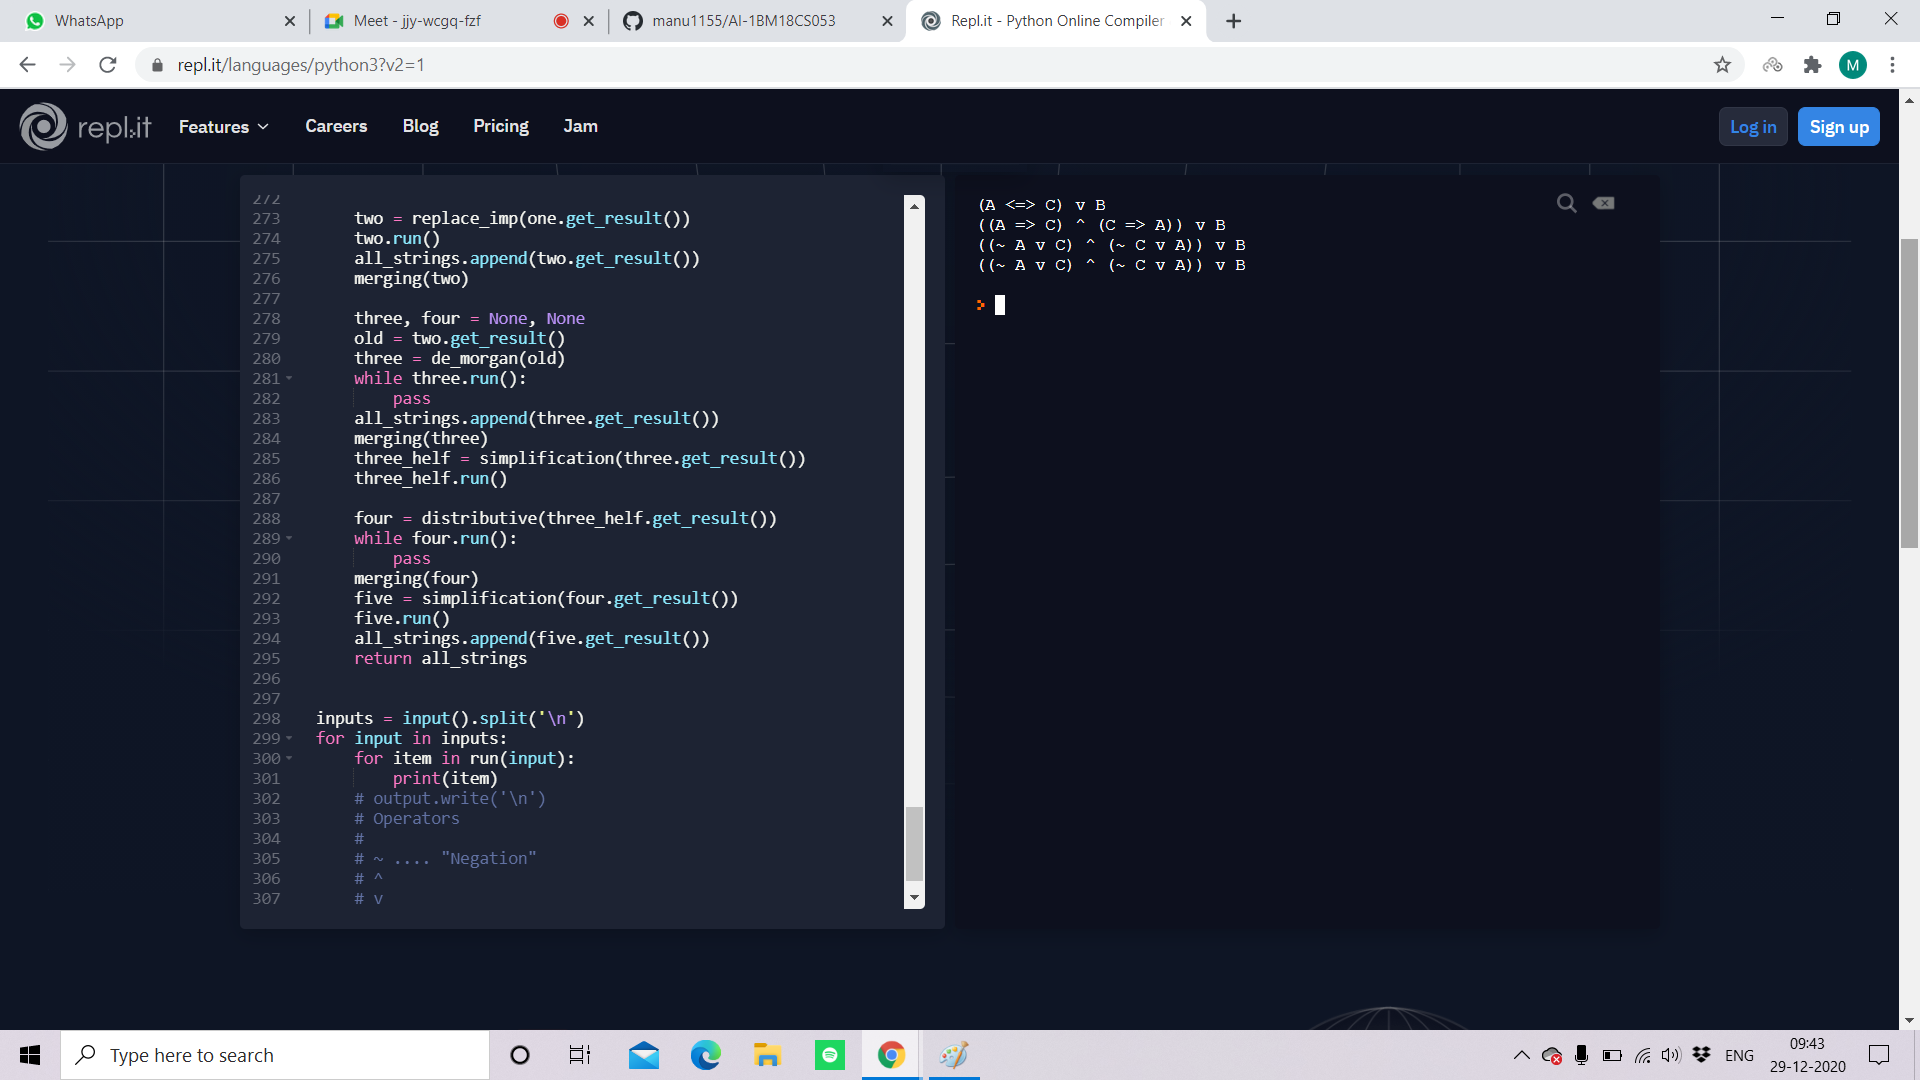 WhatsApp
Meet - jjy-wcgq-fzf
manu1155/AI-1BM18CS053
Repl.it - Python Online Compiler
repl.it/languages/python3?v2=1
M
repl.it
Features
Careers
Blog
Pricing
Jam
Log in
Sign up
272
273 two = replace_imp(one.get_result())
274 two.run()
275 all_strings.append(two.get_result())
276 merging(two)
277
278 three, four = None, None
279 old = two.get_result()
280 three = de_morgan(old)
281 while three.run():
282 pass
283 all_strings.append(three.get_result())
284 merging(three)
285 three_helf = simplification(three.get_result())
286 three_helf.run()
287
288 four = distributive(three_helf.get_result())
289 while four.run():
290 pass
291 merging(four)
292 five = simplification(four.get_result())
293 five.run()
294 all_strings.append(five.get_result())
295 return all_strings
296
297
298 inputs = input().split('\n')
299 for input in inputs:
300 for item in run(input):
301 print(item)
302 # output.write('\n')
303 # Operators
304 #
305 # ~ .... "Negation"
306 # ^
307 # v
(A <=> C) v B
((A => C) ^ (C => A)) v B
((~ A v C) ^ (~ C v A)) v B
((~ A v C) ^ (~ C v A)) v B
>
Type here to search
ENG
09:43
29-12-2020